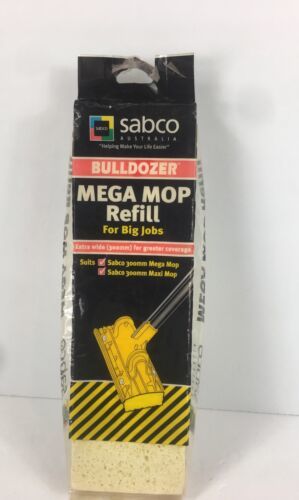 sabco
sabco
AUSTRALIA
"Helping Make Your Life Easier"
BULLDOZER
MEGA MOP
Refill
For Big Jobs
Extra wide (300mm) for greater coverage
Suits
Sabco 300mm Mega Mop
Sabco 300mm Maxi Mop